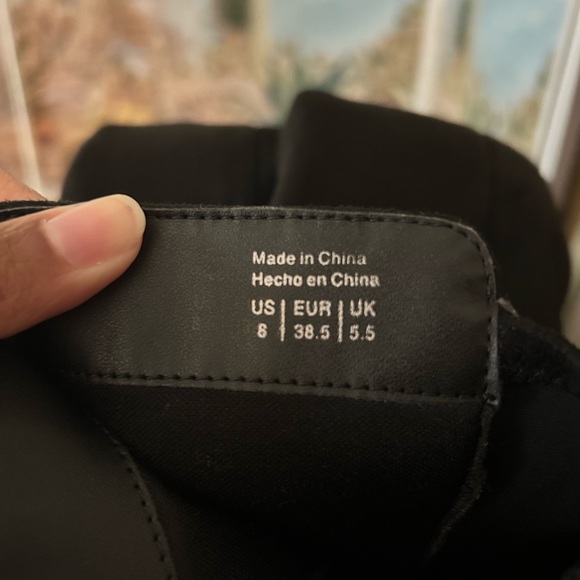 Made in China
Hecho en China
US | EUR | UK
8 | 38.5 | 5.5